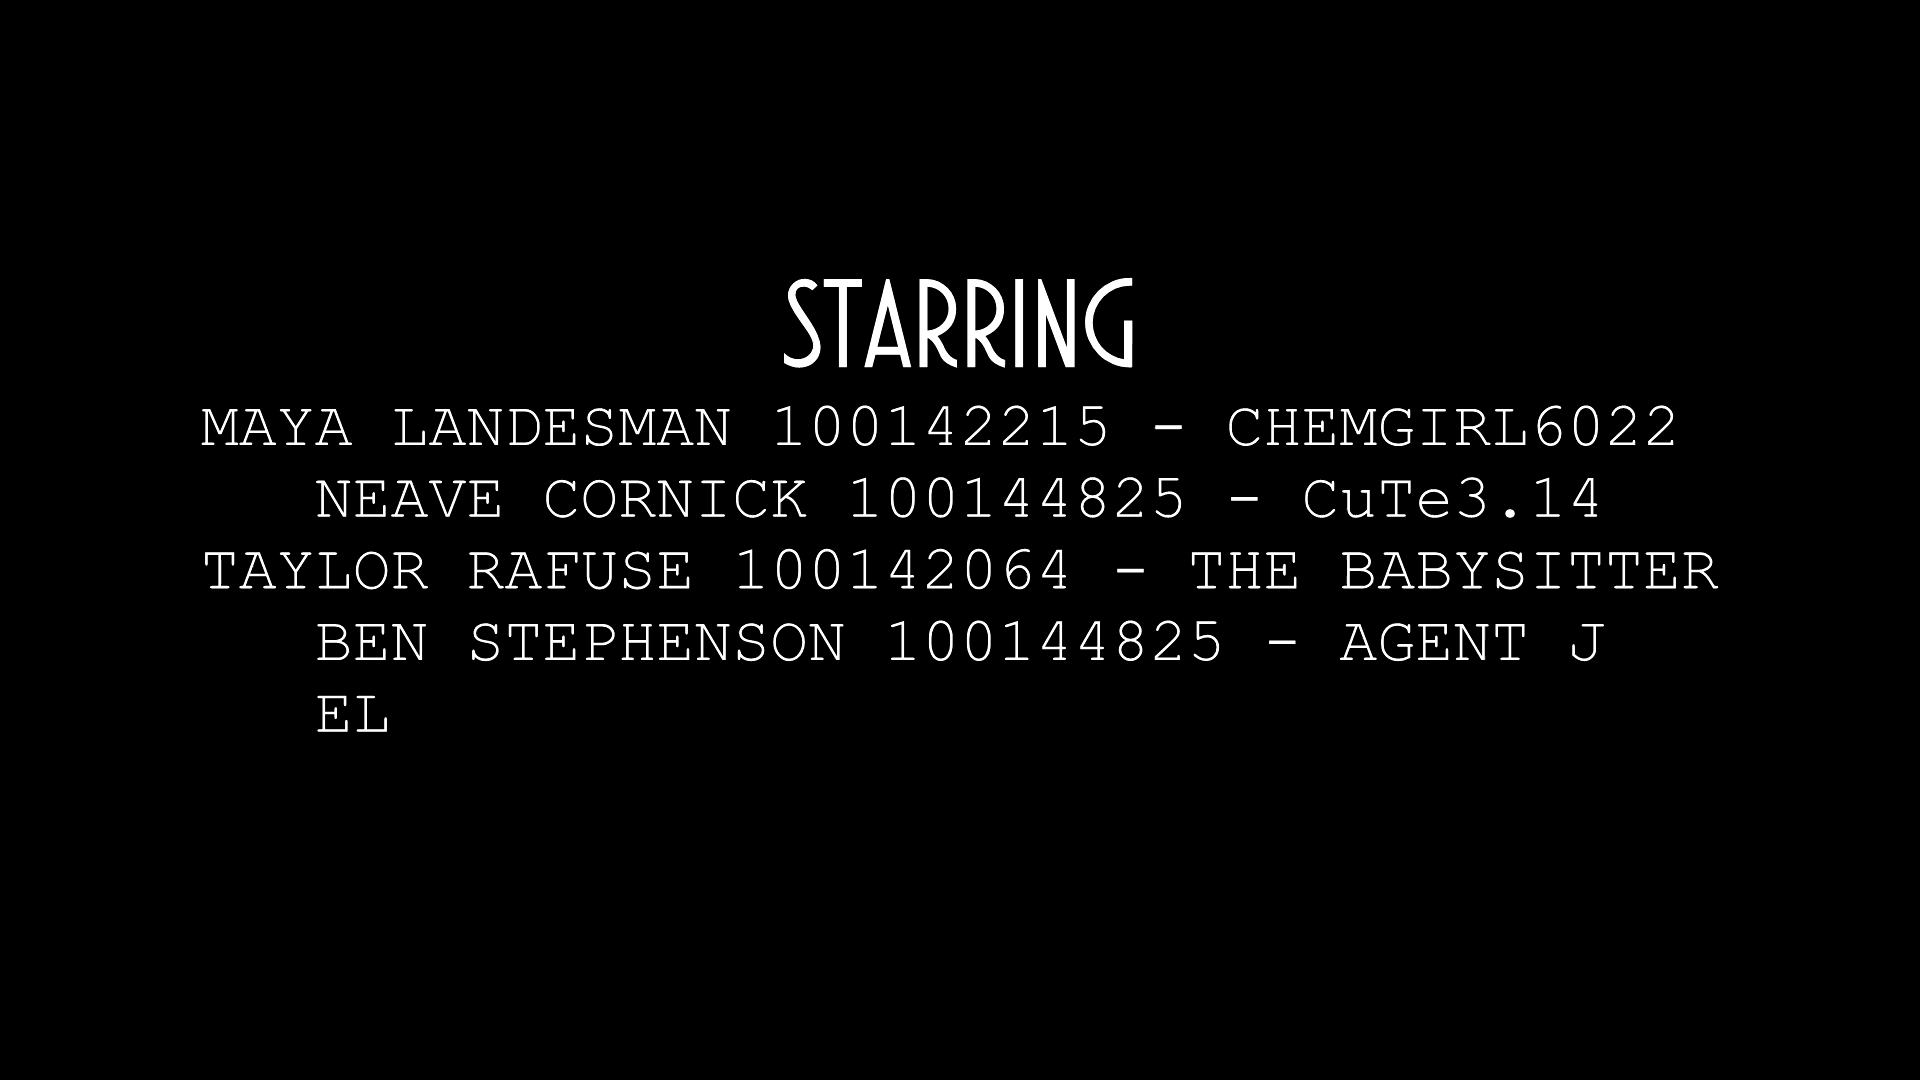 STARRING
MAYA LANDESMAN 100142215 - CHEMGIRL6022
NEAVE CORNICK 100144825 - CuTe3.14
TAYLOR RAFUSE 100142064 - THE BABYSITTER
BEN STEPHENSON 100144825 - AGENT J
EL